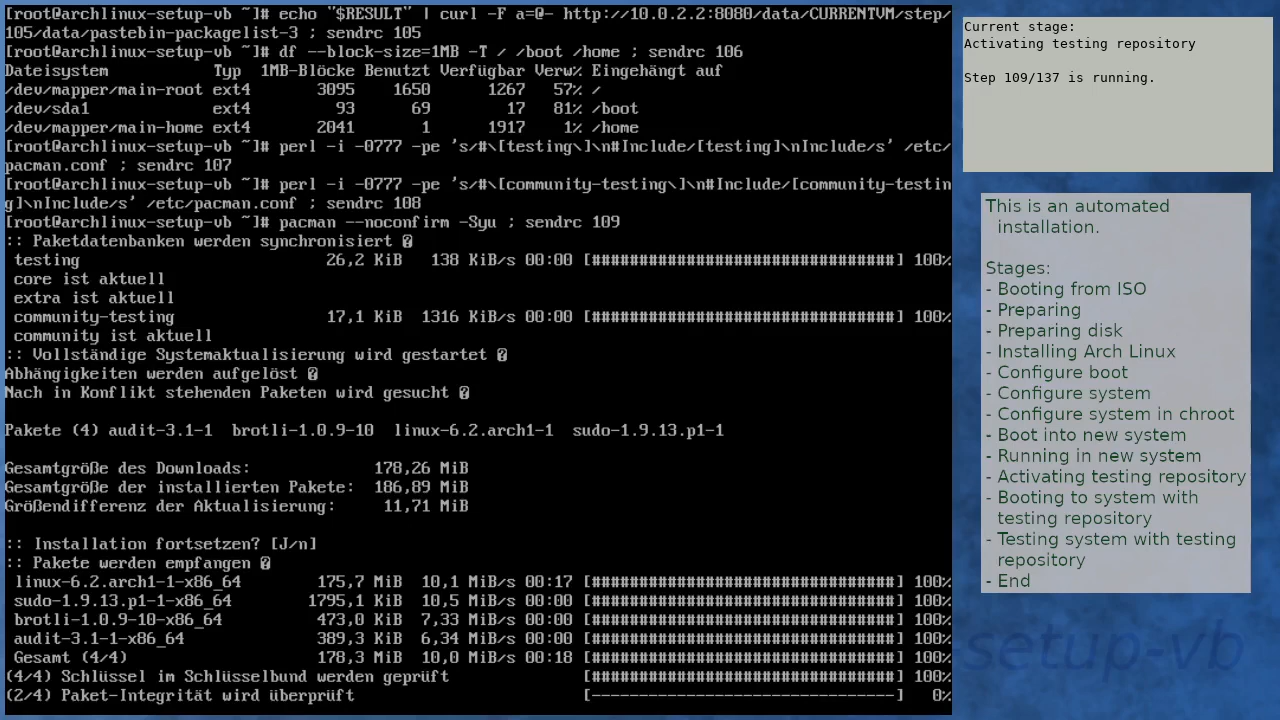 [root@archlinux-setup-vb ~]# echo "$RESULT" | curl -F a=@- http://10.0.2.2:8080/data/CURRENTVM/step/
105/data/pastebin-packagelist-3 ; sendrc 105
[root@archlinux-setup-vb ~]# df --block-size=1MB -T / /boot /home ; sendrc 106
Dateisystem           Typ  1MB-Blöcke Benutzt Verfügbar Verw% Eingehängt auf
/dev/mapper/main-root ext4       3095    1650      1267   57% /
/dev/sda1             ext4         93      69        17   81% /boot
/dev/mapper/main-home ext4       2041       1      1917    1% /home
[root@archlinux-setup-vb ~]# perl -i -0777 -pe 's/#\[testing\]\n#Include/[testing]\nInclude/s' /etc/
pacman.conf ; sendrc 107
[root@archlinux-setup-vb ~]# perl -i -0777 -pe 's/#\[community-testing\]\n#Include/[community-testin
g]\nInclude/s' /etc/pacman.conf ; sendrc 108
[root@archlinux-setup-vb ~]# pacman --noconfirm -Syu ; sendrc 109
:: Paketdatenbanken werden synchronisiert �
 testing                          26,2 KiB   138 KiB/s 00:00 [################################] 100%
 core ist aktuell
 extra ist aktuell
 community-testing                17,1 KiB  1316 KiB/s 00:00 [################################] 100%
 community ist aktuell
:: Vollständige Systemaktualisierung wird gestartet �
Abhängigkeiten werden aufgelöst �
Nach in Konflikt stehenden Paketen wird gesucht �
Pakete (4) audit-3.1-1  brotli-1.0.9-10  linux-6.2.arch1-1  sudo-1.9.13.p1-1
Gesamtgröße des Downloads:             178,26 MiB
Gesamtgröße der installierten Pakete:  186,89 MiB
Größendifferenz der Aktualisierung:     11,71 MiB
:: Installation fortsetzen? [J/n]
:: Pakete werden empfangen �
 linux-6.2.arch1-1-x86_64        175,7 MiB  10,1 MiB/s 00:17 [################################] 100%
 sudo-1.9.13.p1-1-x86_64        1795,1 KiB  10,5 MiB/s 00:00 [################################] 100%
 brotli-1.0.9-10-x86_64          473,0 KiB  7,33 MiB/s 00:00 [################################] 100%
 audit-3.1-1-x86_64              389,3 KiB  6,34 MiB/s 00:00 [################################] 100%
 Gesamt (4/4)                    178,3 MiB  10,0 MiB/s 00:18 [################################] 100%
(4/4) Schlüssel im Schlüsselbund werden geprüft              [################################] 100%
(2/4) Paket-Integrität wird überprüft                        [--------------------------------]   0%
Current stage:
Activating testing repository
Step 109/137 is running.
This is an automated
installation.
Stages:
- Booting from ISO
- Preparing
- Preparing disk
- Installing Arch Linux
- Configure boot
- Configure system
- Configure system in chroot
- Boot into new system
- Running in new system
- Activating testing repository
- Booting to system with
testing repository
- Testing system with testing
repository
- End
setup-vb